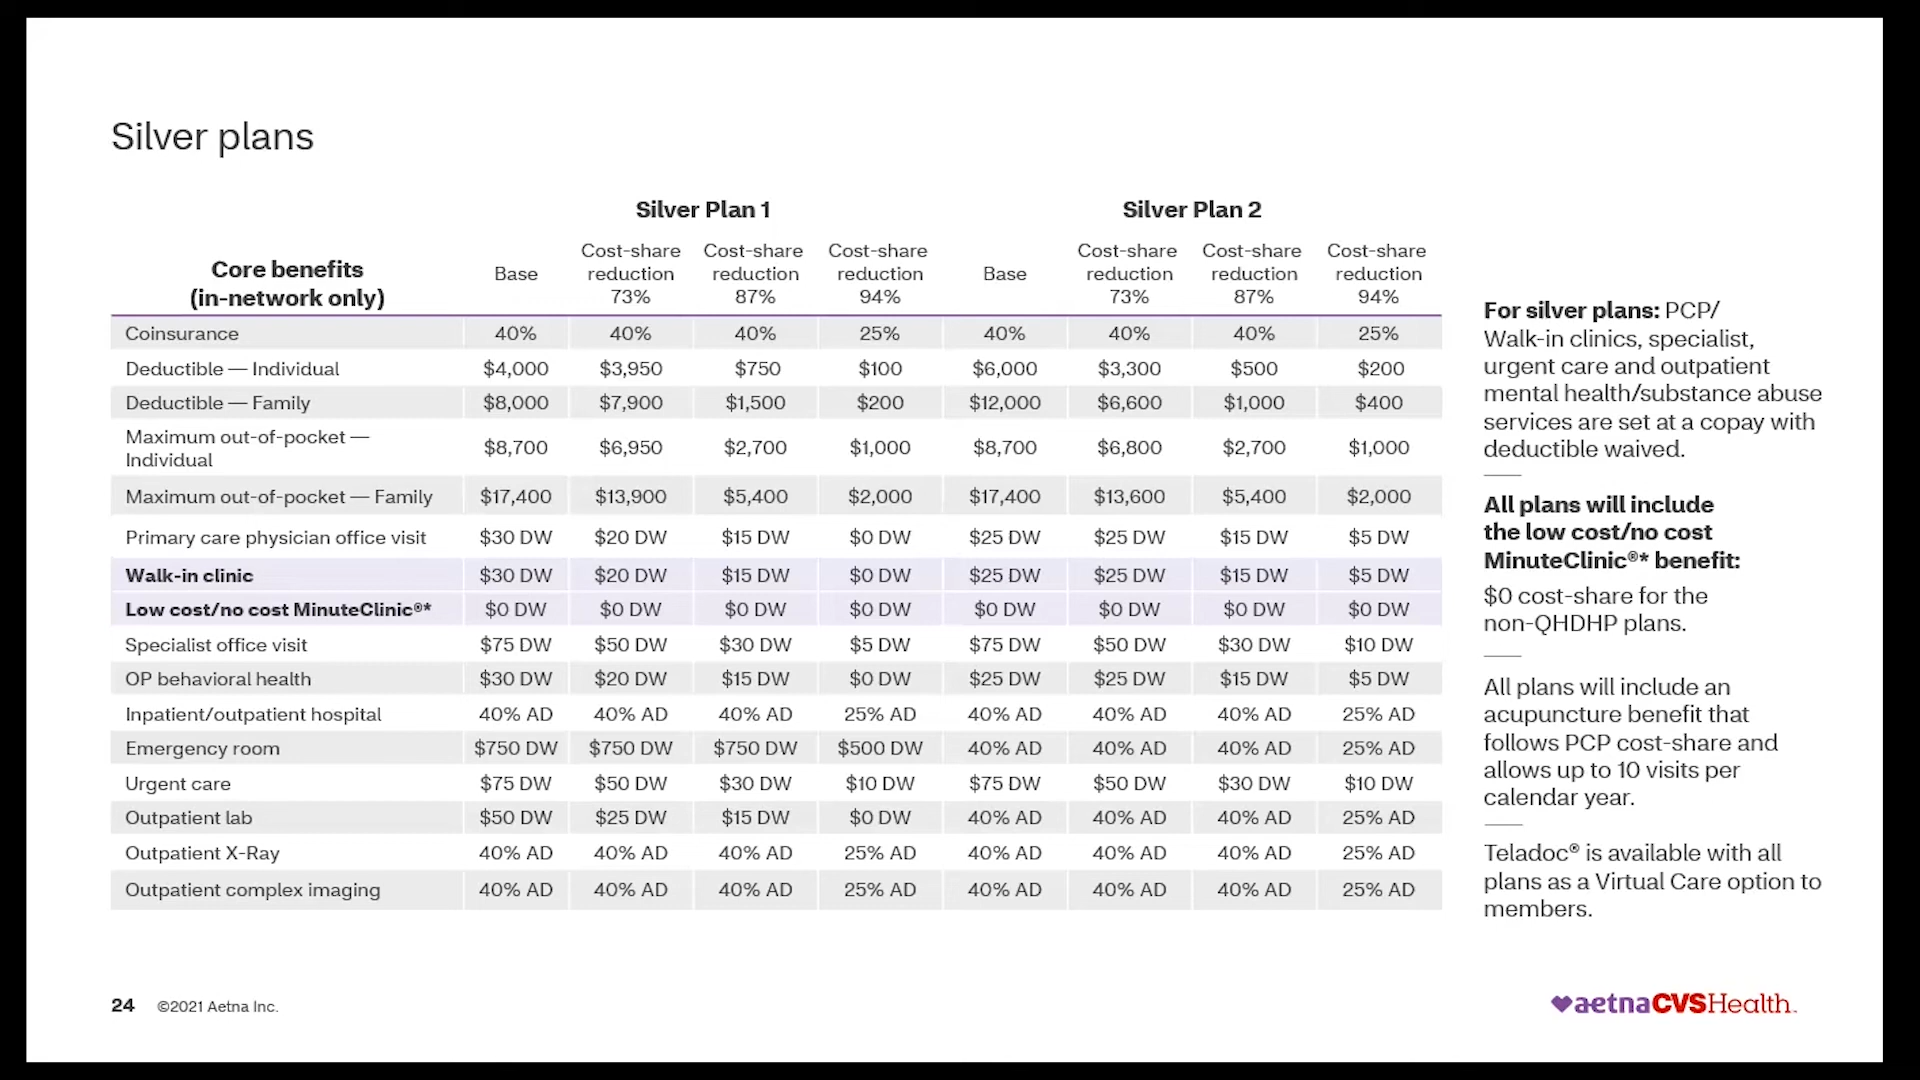 Silver plans
Silver Plan 1 Silver Plan 2
Core benefits
(in-network only)
Base Cost-share reduction 73% Cost-share reduction 87% Cost-share reduction 94% Base Cost-share reduction 73% Cost-share reduction 87% Cost-share reduction 94%
Coinsurance 40% 40% 40% 25% 40% 40% 40% 25%
Deductible — Individual $4,000 $3,950 $750 $100 $6,000 $3,300 $500 $200
Deductible — Family $8,000 $7,900 $1,500 $200 $12,000 $6,600 $1,000 $400
Maximum out-of-pocket — Individual $8,700 $6,950 $2,700 $1,000 $8,700 $6,800 $2,700 $1,000
Maximum out-of-pocket — Family $17,400 $13,900 $5,400 $2,000 $17,400 $13,600 $5,400 $2,000
Primary care physician office visit $30 DW $20 DW $15 DW $0 DW $25 DW $25 DW $15 DW $5 DW
Walk-in clinic $30 DW $20 DW $15 DW $0 DW $25 DW $25 DW $15 DW $5 DW
Low cost/no cost MinuteClinic®* $0 DW $0 DW $0 DW $0 DW $0 DW $0 DW $0 DW $0 DW
Specialist office visit $75 DW $50 DW $30 DW $5 DW $75 DW $50 DW $30 DW $10 DW
OP behavioral health $30 DW $20 DW $15 DW $0 DW $25 DW $25 DW $15 DW $5 DW
Inpatient/outpatient hospital 40% AD 40% AD 40% AD 25% AD 40% AD 40% AD 40% AD 25% AD
Emergency room $750 DW $750 DW $750 DW $500 DW 40% AD 40% AD 40% AD 25% AD
Urgent care $75 DW $50 DW $30 DW $10 DW $75 DW $50 DW $30 DW $10 DW
Outpatient lab $50 DW $25 DW $15 DW $0 DW 40% AD 40% AD 40% AD 25% AD
Outpatient X-Ray 40% AD 40% AD 40% AD 25% AD 40% AD 40% AD 40% AD 25% AD
Outpatient complex imaging 40% AD 40% AD 40% AD 25% AD 40% AD 40% AD 40% AD 25% AD
For silver plans: PCP/
Walk-in clinics, specialist,
urgent care and outpatient
mental health/substance abuse
services are set at a copay with
deductible waived.
All plans will include
the low cost/no cost
MinuteClinic®* benefit:
$0 cost-share for the
non-QHDHP plans.
All plans will include an
acupuncture benefit that
follows PCP cost-share and
allows up to 10 visits per
calendar year.
Teladoc® is available with all
plans as a Virtual Care option to
members.
24 ©2021 Aetna Inc.
aetna CVSHealth.